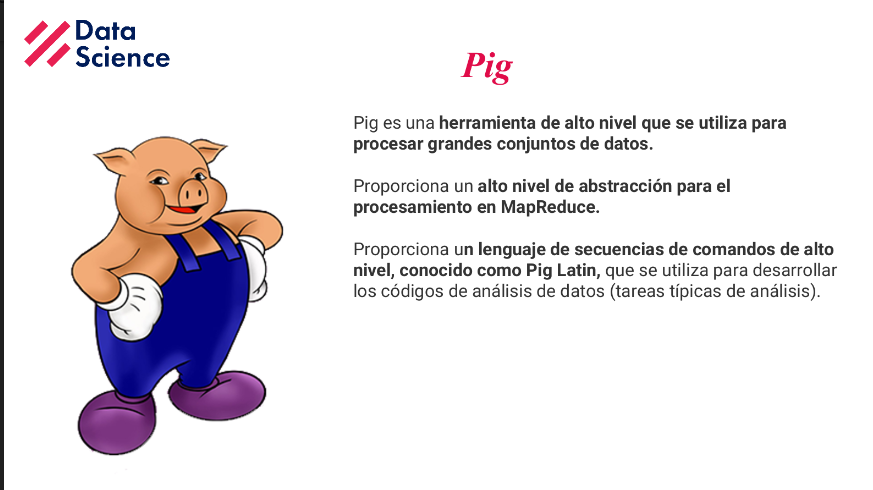 Data
Science
Pig
Pig es una herramienta de alto nivel que se utiliza para
procesar grandes conjuntos de datos.
Proporciona un alto nivel de abstracción para el
procesamiento en MapReduce.
Proporciona un lenguaje de secuencias de comandos de alto
nivel, conocido como Pig Latin, que se utiliza para desarrollar
los códigos de análisis de datos (tareas típicas de análisis).